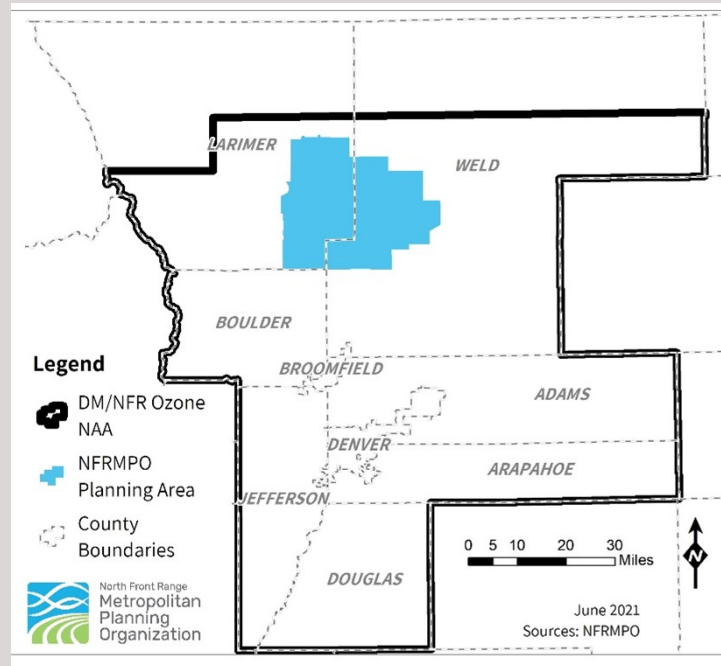 LARIMER
WELD
BOULDER
BROOMFIELD
ADAMS
DENVER
ARAPAHOE
JEFFERSON
DOUGLAS
Legend
DM/NFR Ozone
NAA
NFRMPO
Planning Area
County
Boundaries
North Front Range
Metropolitan
Planning
Organization
0 5 10 20 30
Miles
N
June 2021
Sources: NFRMPO